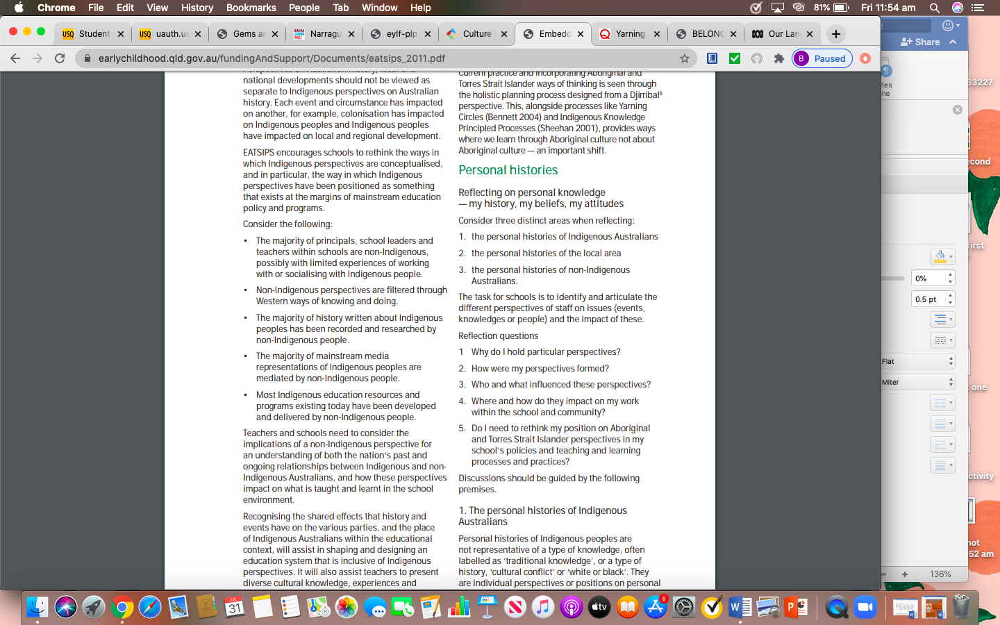 Chrome File Edit View History Bookmarks People Tab Window Help
81% Fri 11:54 am
USQ Student
USQ uauth.us
Gems ar
Narragu
eylf-plp
Culture
Embedd
Yarning
BELONG
Our Lan
earlychildhood.qld.gov.au/fundingAndSupport/Documents/eatsips_2011.pdf
B Paused
Share
national developments should not be viewed as
separate to Indigenous perspectives on Australian
history. Each event and circumstance has impacted
on another, for example, colonisation has impacted
on Indigenous peoples and Indigenous peoples
have impacted on local and regional development.
EATSIPS encourages schools to rethink the ways in
which Indigenous perspectives are conceptualised,
and in particular, the way in which Indigenous
perspectives have been positioned as something
that exists at the margins of mainstream education
policy and programs.
Consider the following:
• The majority of principals, school leaders and
teachers within schools are non-Indigenous,
possibly with limited experiences of working
with or socialising with Indigenous people.
• Non-Indigenous perspectives are filtered through
Western ways of knowing and doing.
• The majority of history written about Indigenous
peoples has been recorded and researched by
non-Indigenous people.
• The majority of mainstream media
representations of Indigenous peoples are
mediated by non-Indigenous people.
• Most Indigenous education resources and
programs existing today have been developed
and delivered by non-Indigenous people.
Teachers and schools need to consider the
implications of a non-Indigenous perspective for
an understanding of both the nation's past and
ongoing relationships between Indigenous and non-
Indigenous Australians, and how these perspectives
impact on what is taught and learnt in the school
environment.
Recognising the shared effects that history and
events have on the various parties, and the place
of Indigenous Australians within the educational
context, will assist in shaping and designing an
education system that is inclusive of Indigenous
perspectives. It will also assist teachers to present
diverse cultural knowledge, experiences and
Current practice and incorporating Aboriginal and
Torres Strait Islander ways of thinking is seen through
the holistic planning process designed from a Djirribal⁸
perspective. This, alongside processes like Yarning
Circles (Bennett 2004) and Indigenous Knowledge
Principled Processes (Sheehan 2001), provides ways
where we learn through Aboriginal culture not about
Aboriginal culture — an important shift.
Personal histories
Reflecting on personal knowledge
— my history, my beliefs, my attitudes
Consider three distinct areas when reflecting:
1. the personal histories of Indigenous Australians
2. the personal histories of the local area
3. the personal histories of non-Indigenous
Australians.
The task for schools is to identify and articulate the
different perspectives of staff on issues (events,
knowledges or people) and the impact of these.
Reflection questions
1 Why do I hold particular perspectives?
2. How were my perspectives formed?
3. Who and what influenced these perspectives?
4. Where and how do they impact on my work
within the school and community?
5. Do I need to rethink my position on Aboriginal
and Torres Strait Islander perspectives in my
school's policies and teaching and learning
processes and practices?
Discussions should be guided by the following
premises.
1. The personal histories of Indigenous
Australians
Personal histories of Indigenous peoples are
not representative of a type of knowledge, often
labelled as 'traditional knowledge', or a type of
history, 'cultural conflict' or 'white or black'. They
are individual perspectives or positions on personal
les
ne
63227
econd
first
0%
0.5 pt
Flat
Miter
one
ctivity
not
52 am
+ 136%
JUL
31
5
W
P
tv